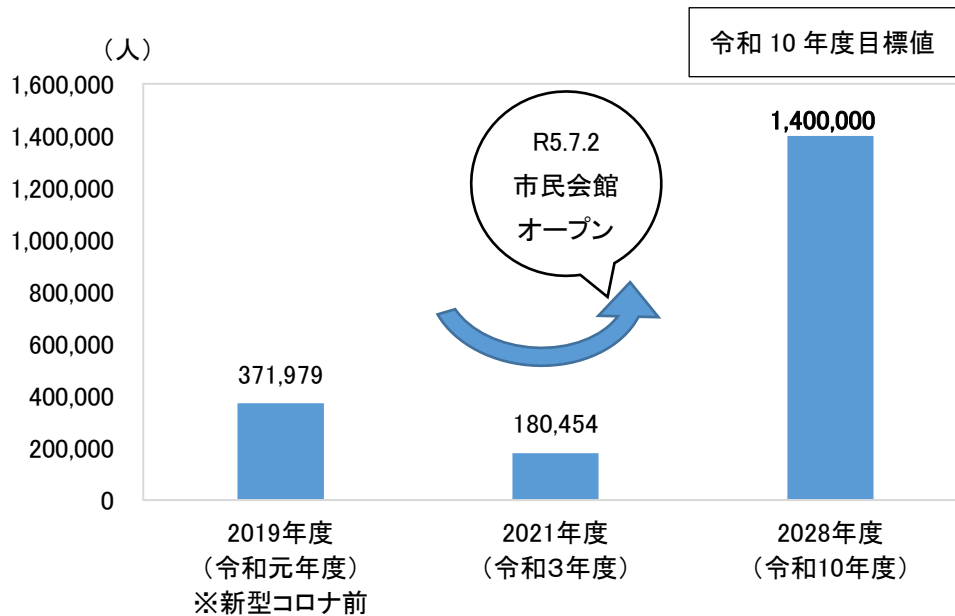 （人）
令和 10 年度目標値
1,600,000
1,400,000
1,200,000
1,000,000
800,000
600,000
400,000
200,000
0
R5.7.2
市民会館
オープン
371,979
180,454
1,400,000
2019年度
（令和元年度）
※新型コロナ前
2021年度
（令和３年度）
2028年度
（令和10年度）